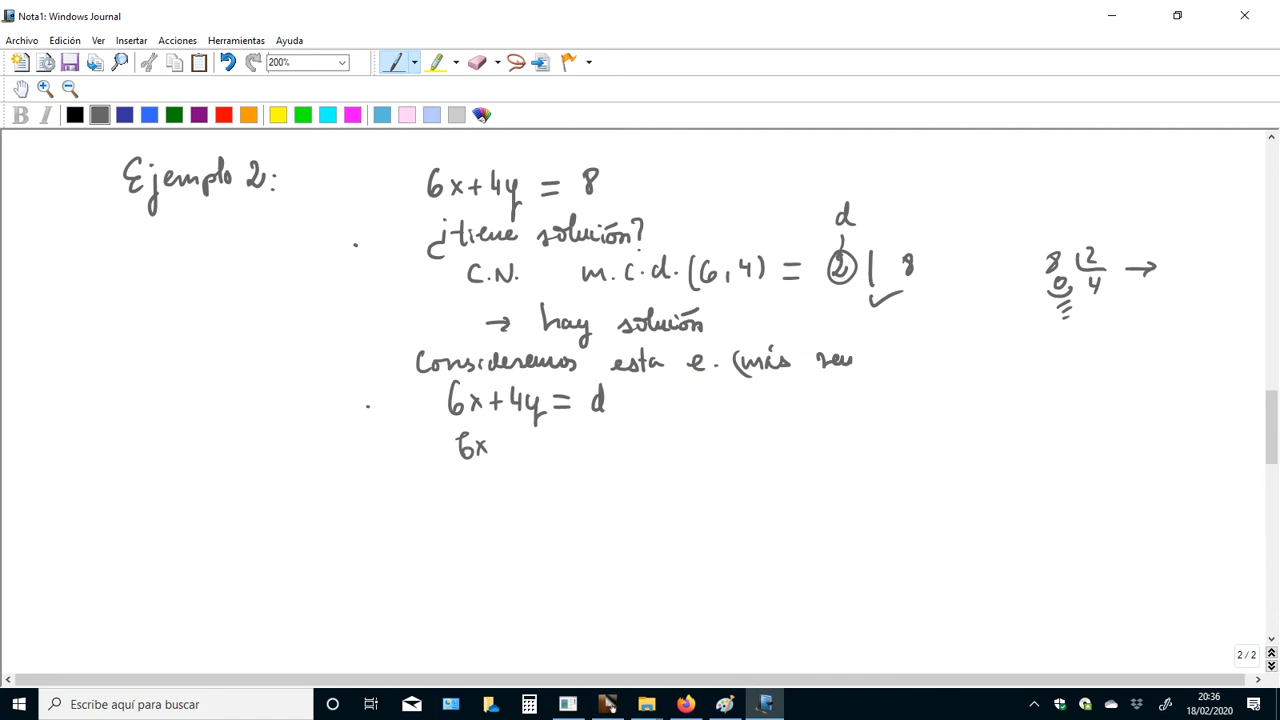 Nota1: Windows Journal
Archivo Edición Ver Insertar Acciones Herramientas Ayuda
200%
B I
Ejemplo 2: 6x+4y = 8
¿tiene solución? d
C.N. m.c.d.(6,4) = 2 | 8 8 2 →
0 4
→ hay solución
Consideremos esta e. (más sen
6x+4y = d
6x
2 / 2
Escribe aquí para buscar
20:36
18/02/2020